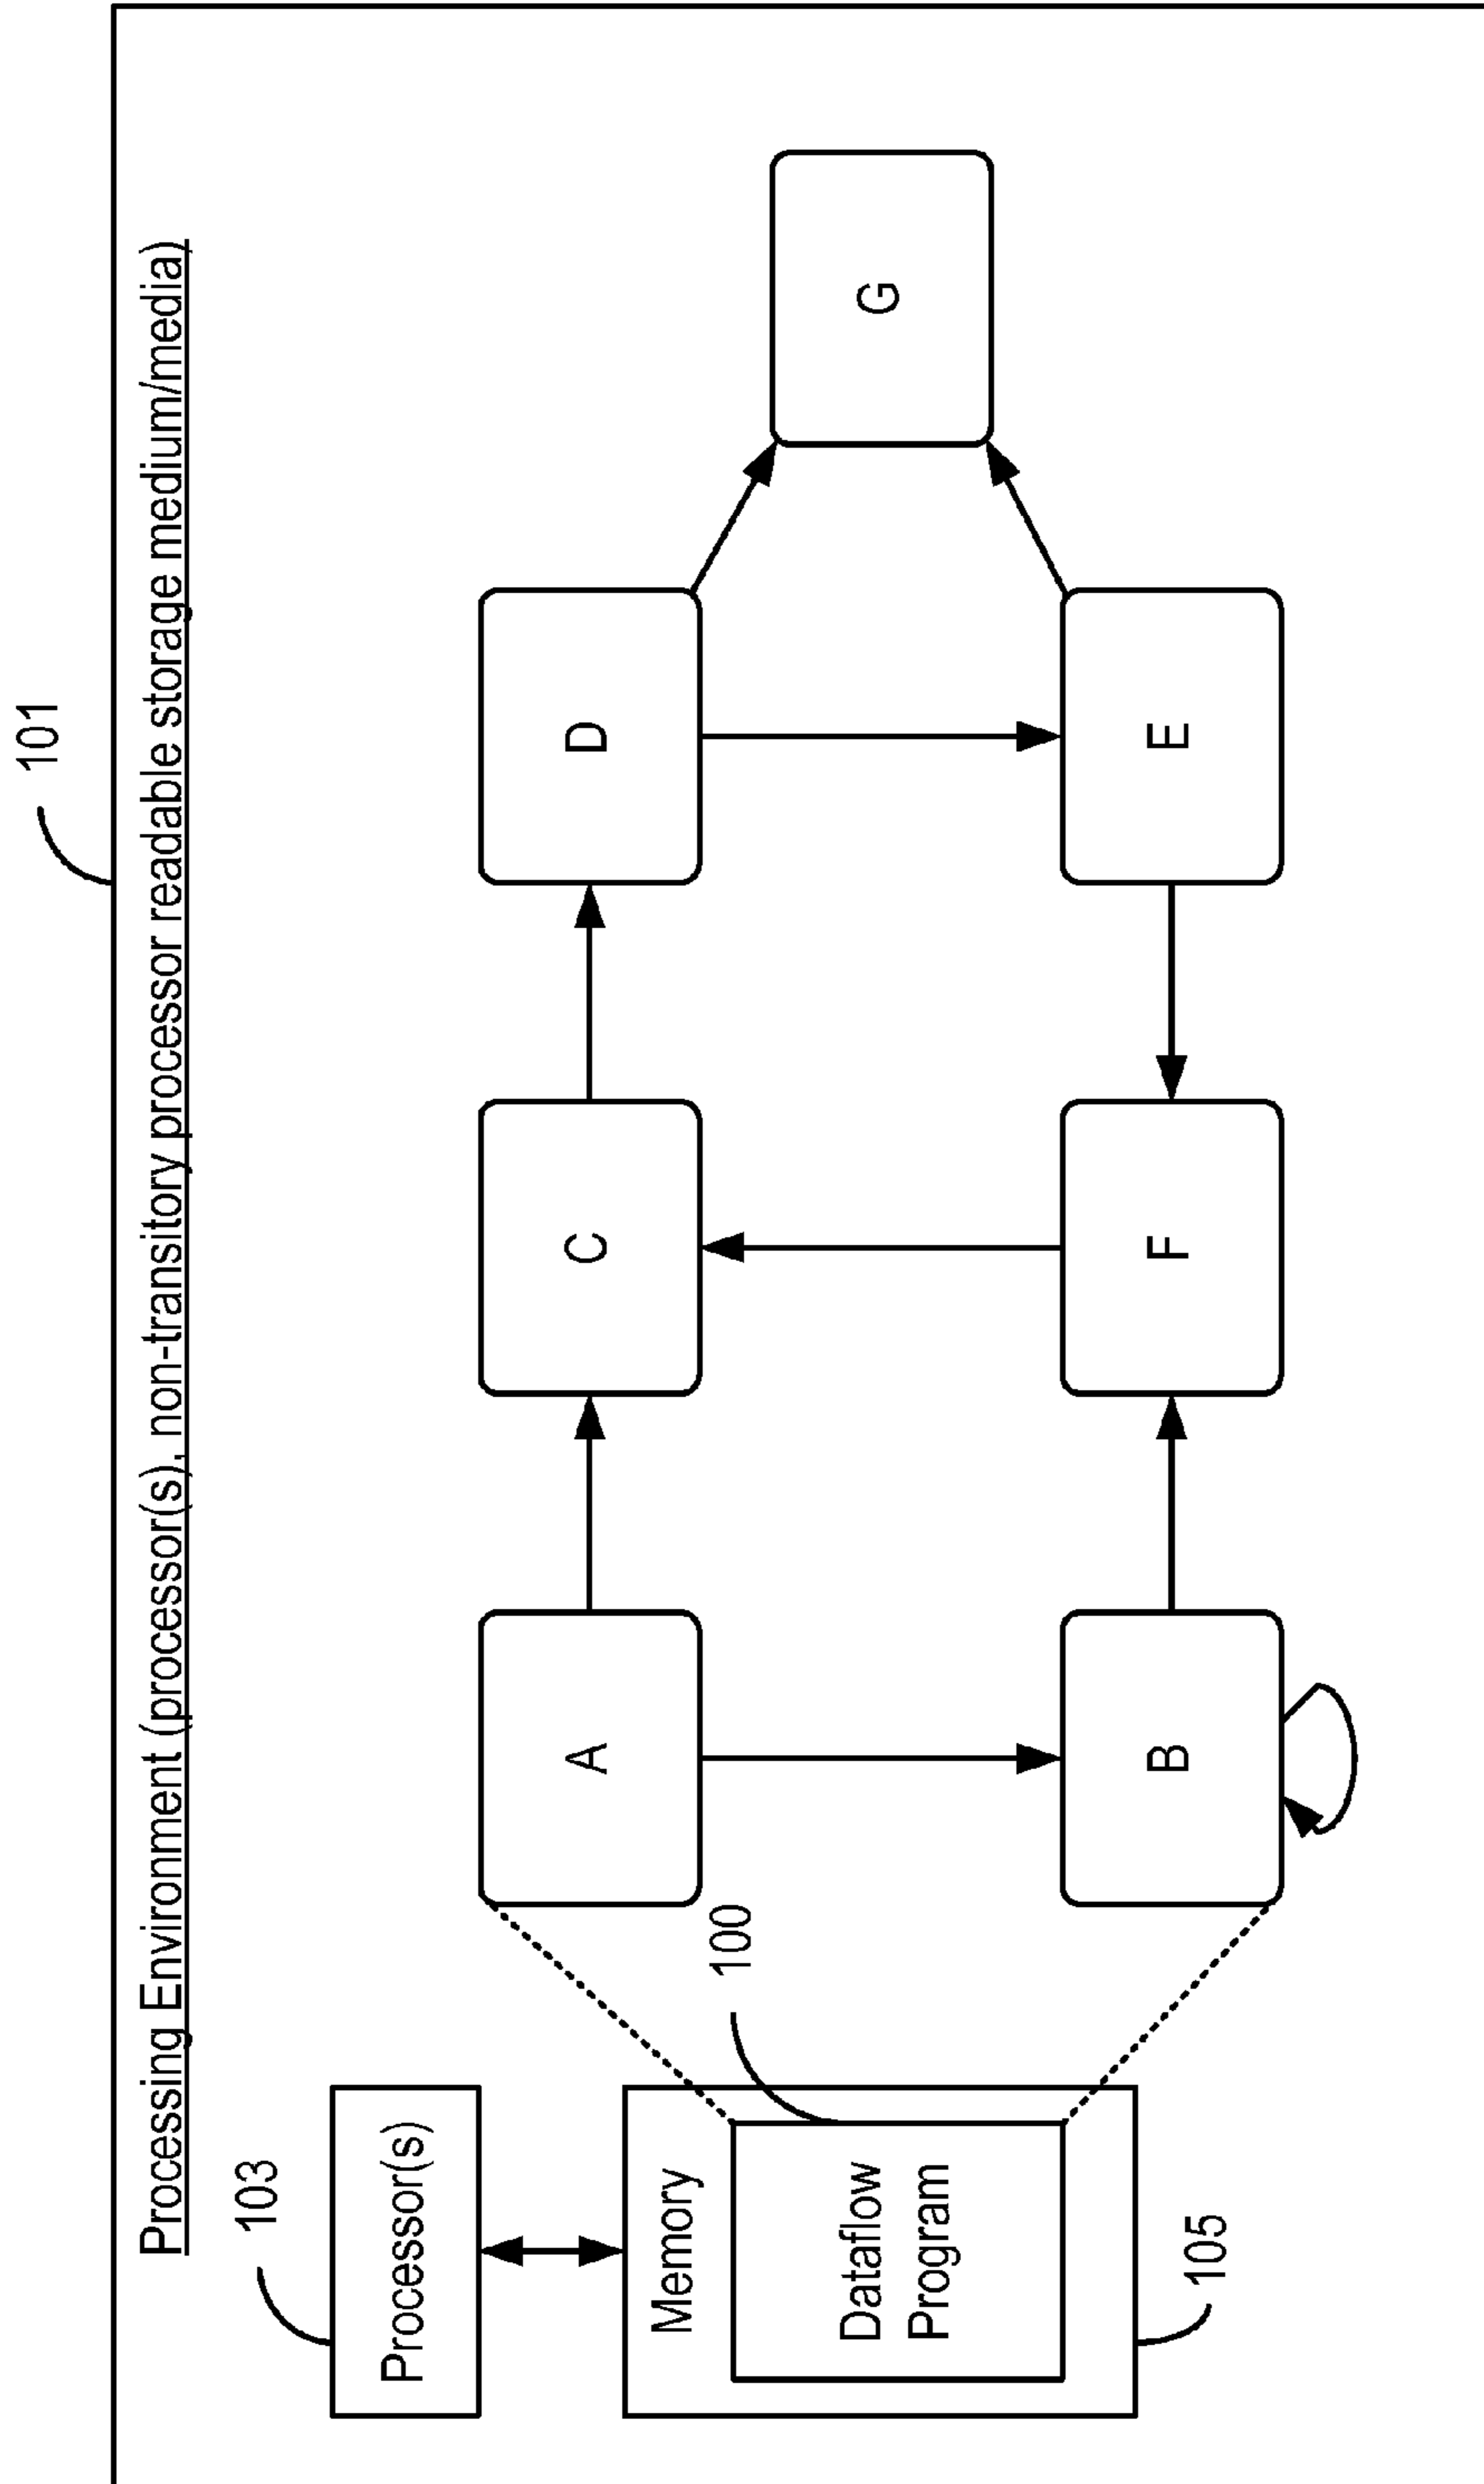 101
Processing Environment (processor(s), non-transitory processor readable storage medium/media)
103
Processor(s)
Memory
Dataflow
Program
105
100
A
C
D
G
B
F
E